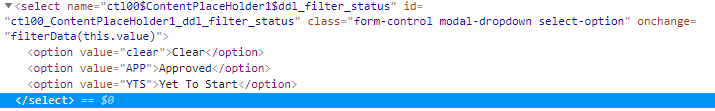 ▼<select name="ctl00$ContentPlaceHolder1$ddl_filter_status" id=
"ctl00_ContentPlaceHolder1_ddl_filter_status" class="form-control modal-dropdown select-option" onchange=
"filterData(this.value)">
<option value="clear">Clear</option>
<option value="APP">Approved</option>
<option value="YTS">Yet To Start</option>
</select> == $0